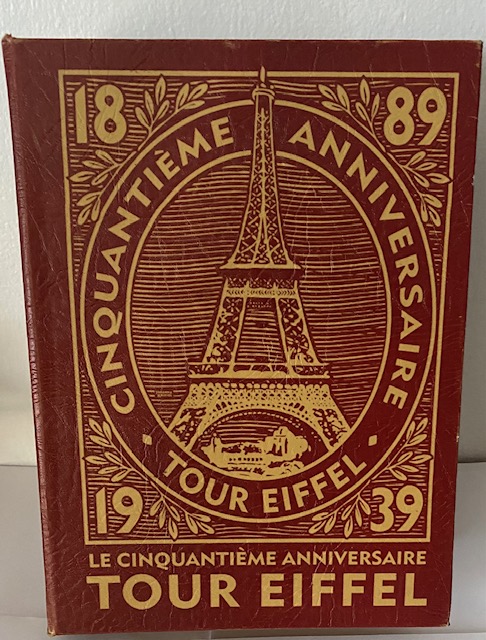 18 89
CINQUANTIÈME ANNIVERSAIRE
• TOUR EIFFEL •
19 39
LE CINQUANTIÈME ANNIVERSAIRE
TOUR EIFFEL